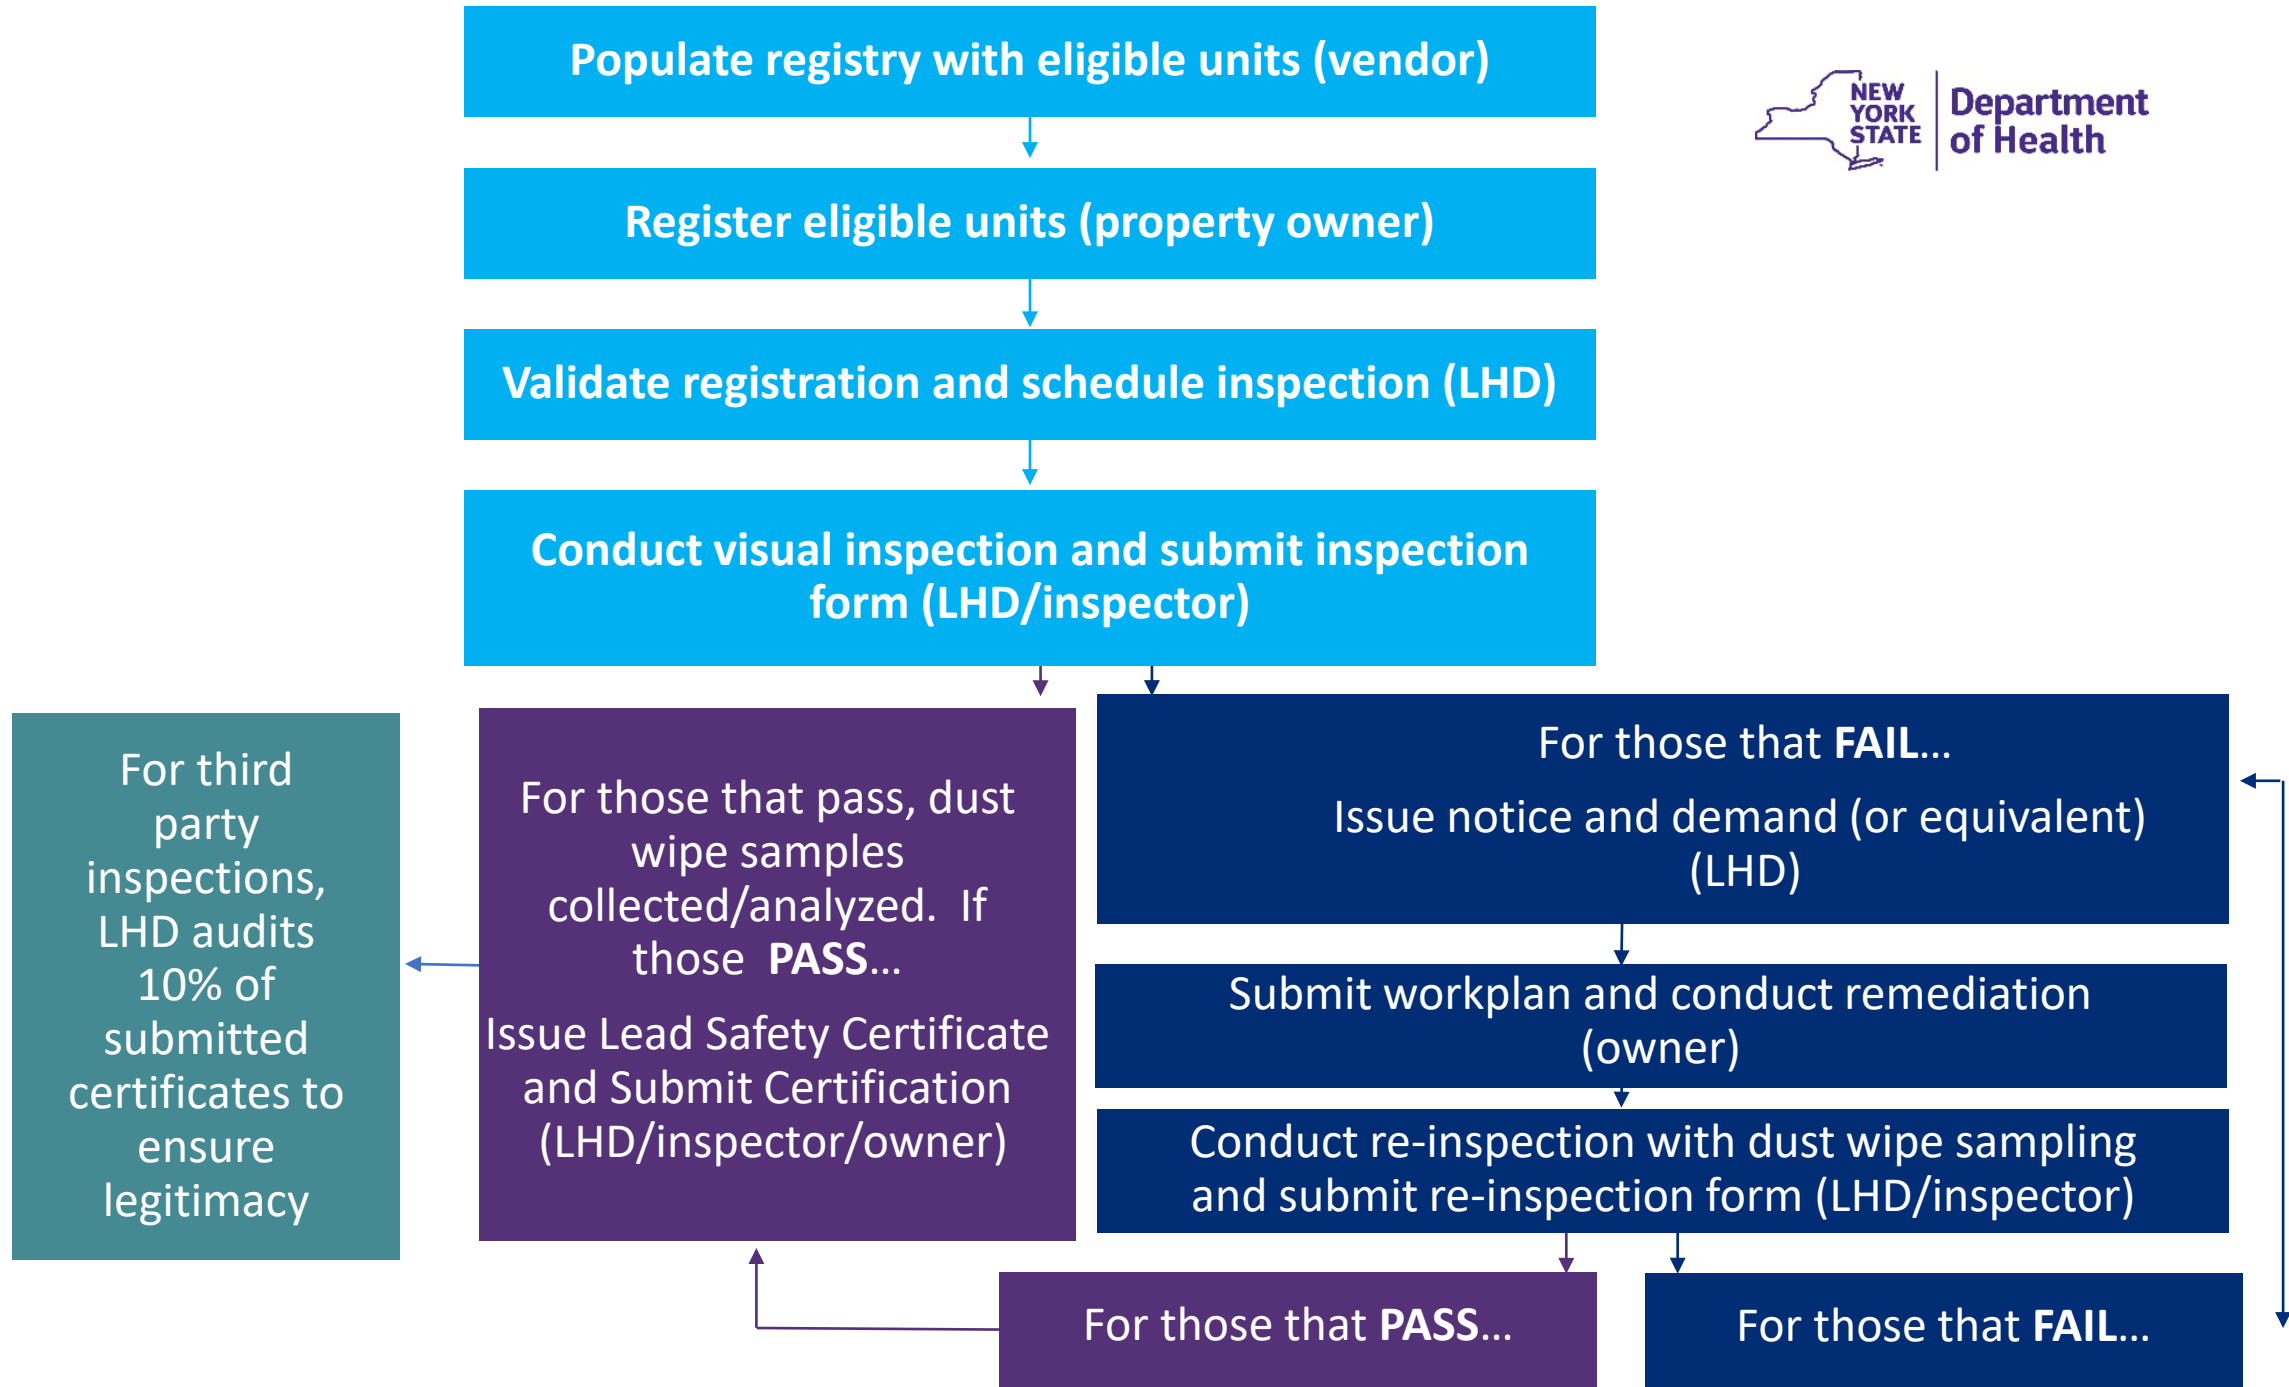 Populate registry with eligible units (vendor)
NEW
YORK
STATE
Department
of Health
Register eligible units (property owner)
Validate registration and schedule inspection (LHD)
Conduct visual inspection and submit inspection
form (LHD/inspector)
For third
party
inspections,
LHD audits
10% of
submitted
certificates to
ensure
legitimacy
For those that pass, dust
wipe samples
collected/analyzed.  If
those  PASS…
Issue Lead Safety Certificate
and Submit Certification
(LHD/inspector/owner)
For those that FAIL…
Issue notice and demand (or equivalent)
(LHD)
Submit workplan and conduct remediation
(owner)
Conduct re-inspection with dust wipe sampling
and submit re-inspection form (LHD/inspector)
For those that PASS…
For those that FAIL…